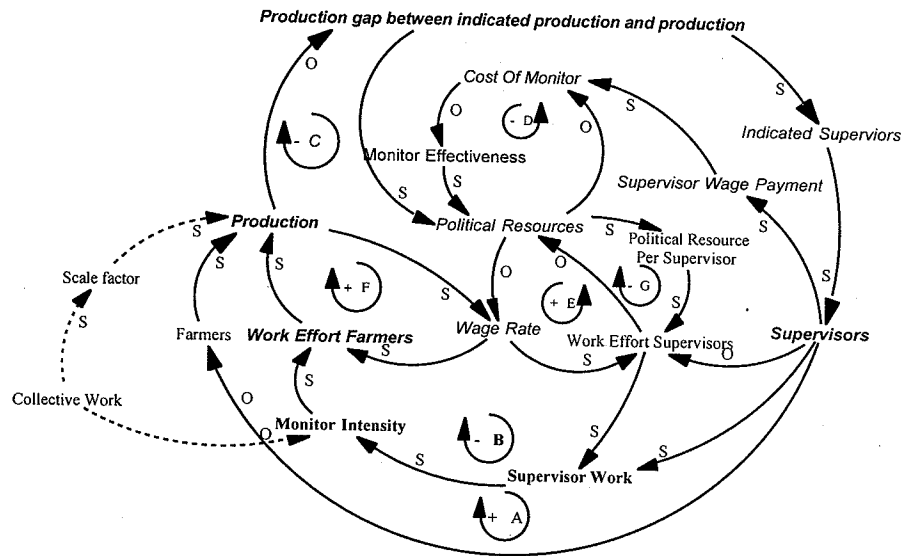 Production gap between indicated production and production
O
S
Cost Of Monitor
S
O
- D
O
Indicated Superviors
- C
Monitor Effectiveness
S
S
Supervisor Wage Payment
S
Production
S
Political Resources
S
S
Political Resource
Per Supervisor
Scale factor
S
S
+ F
O
O
- G
S
S
+ E
S
S
Farmers
Work Effort Farmers
Wage Rate
Work Effort Supervisors
Supervisors
S
S
O
S
Collective Work
O
O
Monitor Intensity
- B
S
S
S
Supervisor Work
+ A